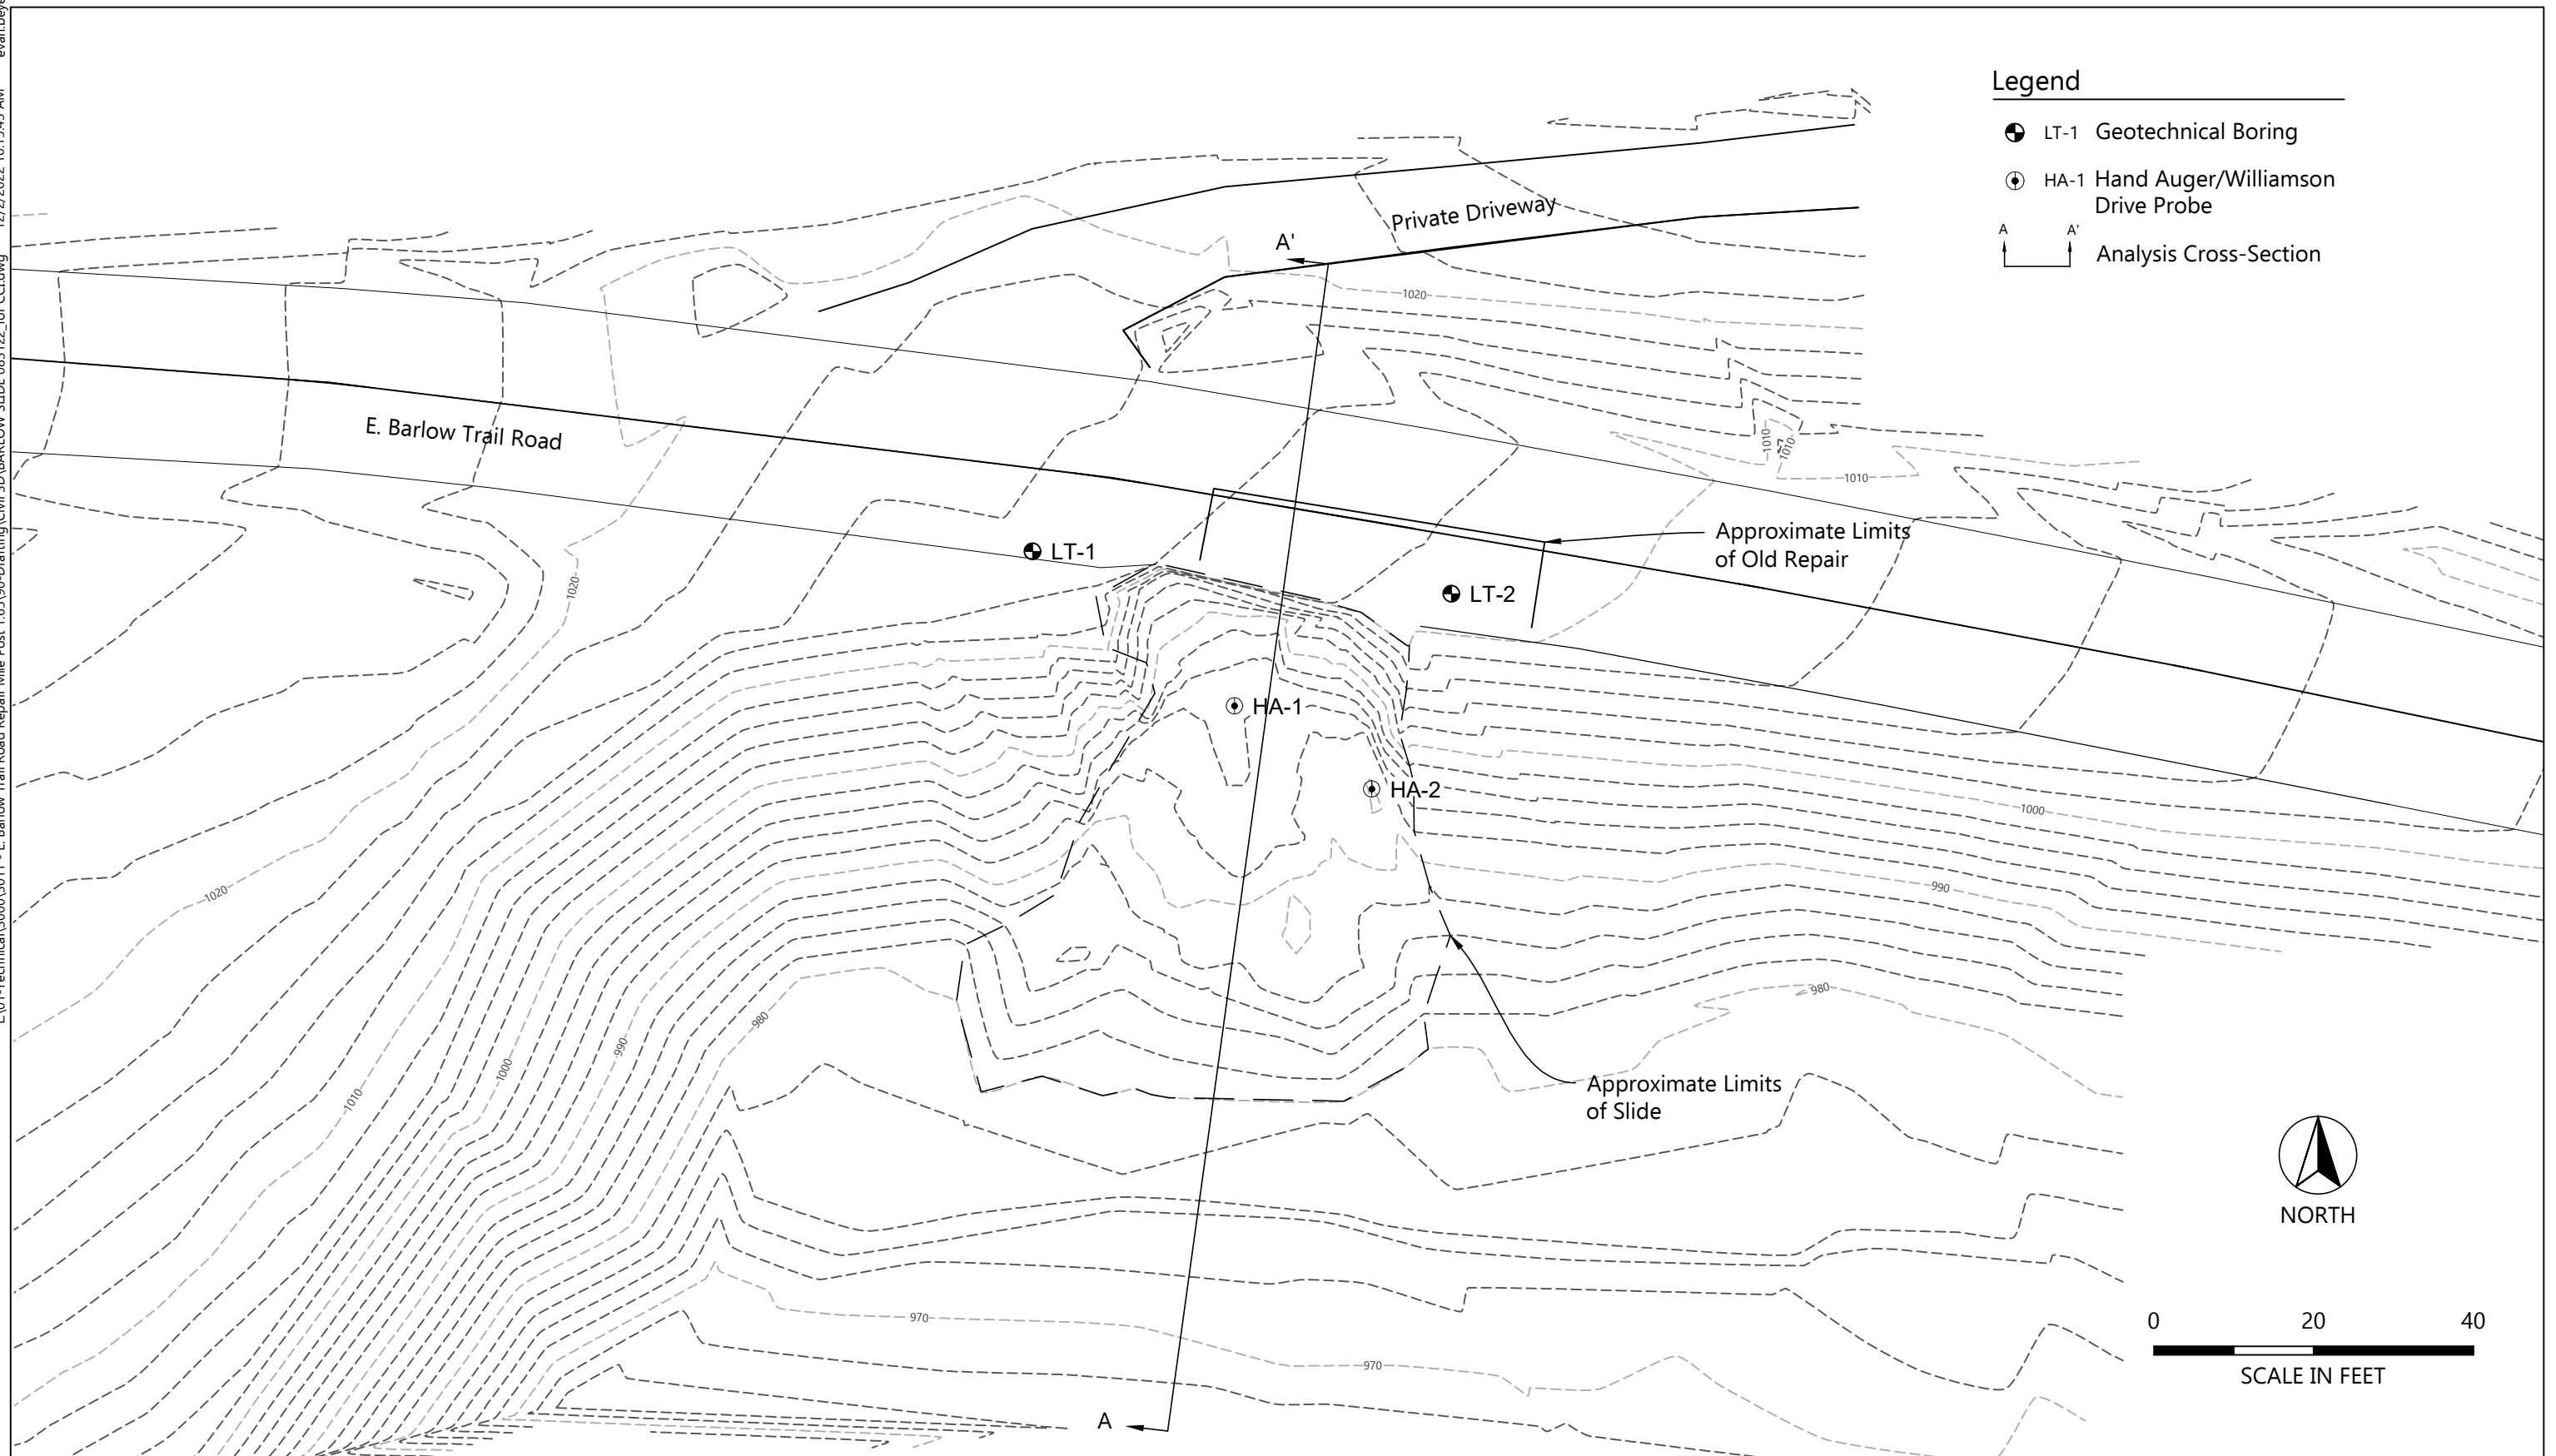 Legend
LT-1 Geotechnical Boring
HA-1 Hand Auger/Williamson
Drive Probe
A A'
Analysis Cross-Section
Private Driveway
A'
1020
E. Barlow Trail Road
1010
1010
1010
Approximate Limits
of Old Repair
LT-1
LT-2
1020
HA-1
HA-2
1000
1020
990
980
980
990
1000
1010
Approximate Limits
of Slide
NORTH
970
970
0 20 40
SCALE IN FEET
A